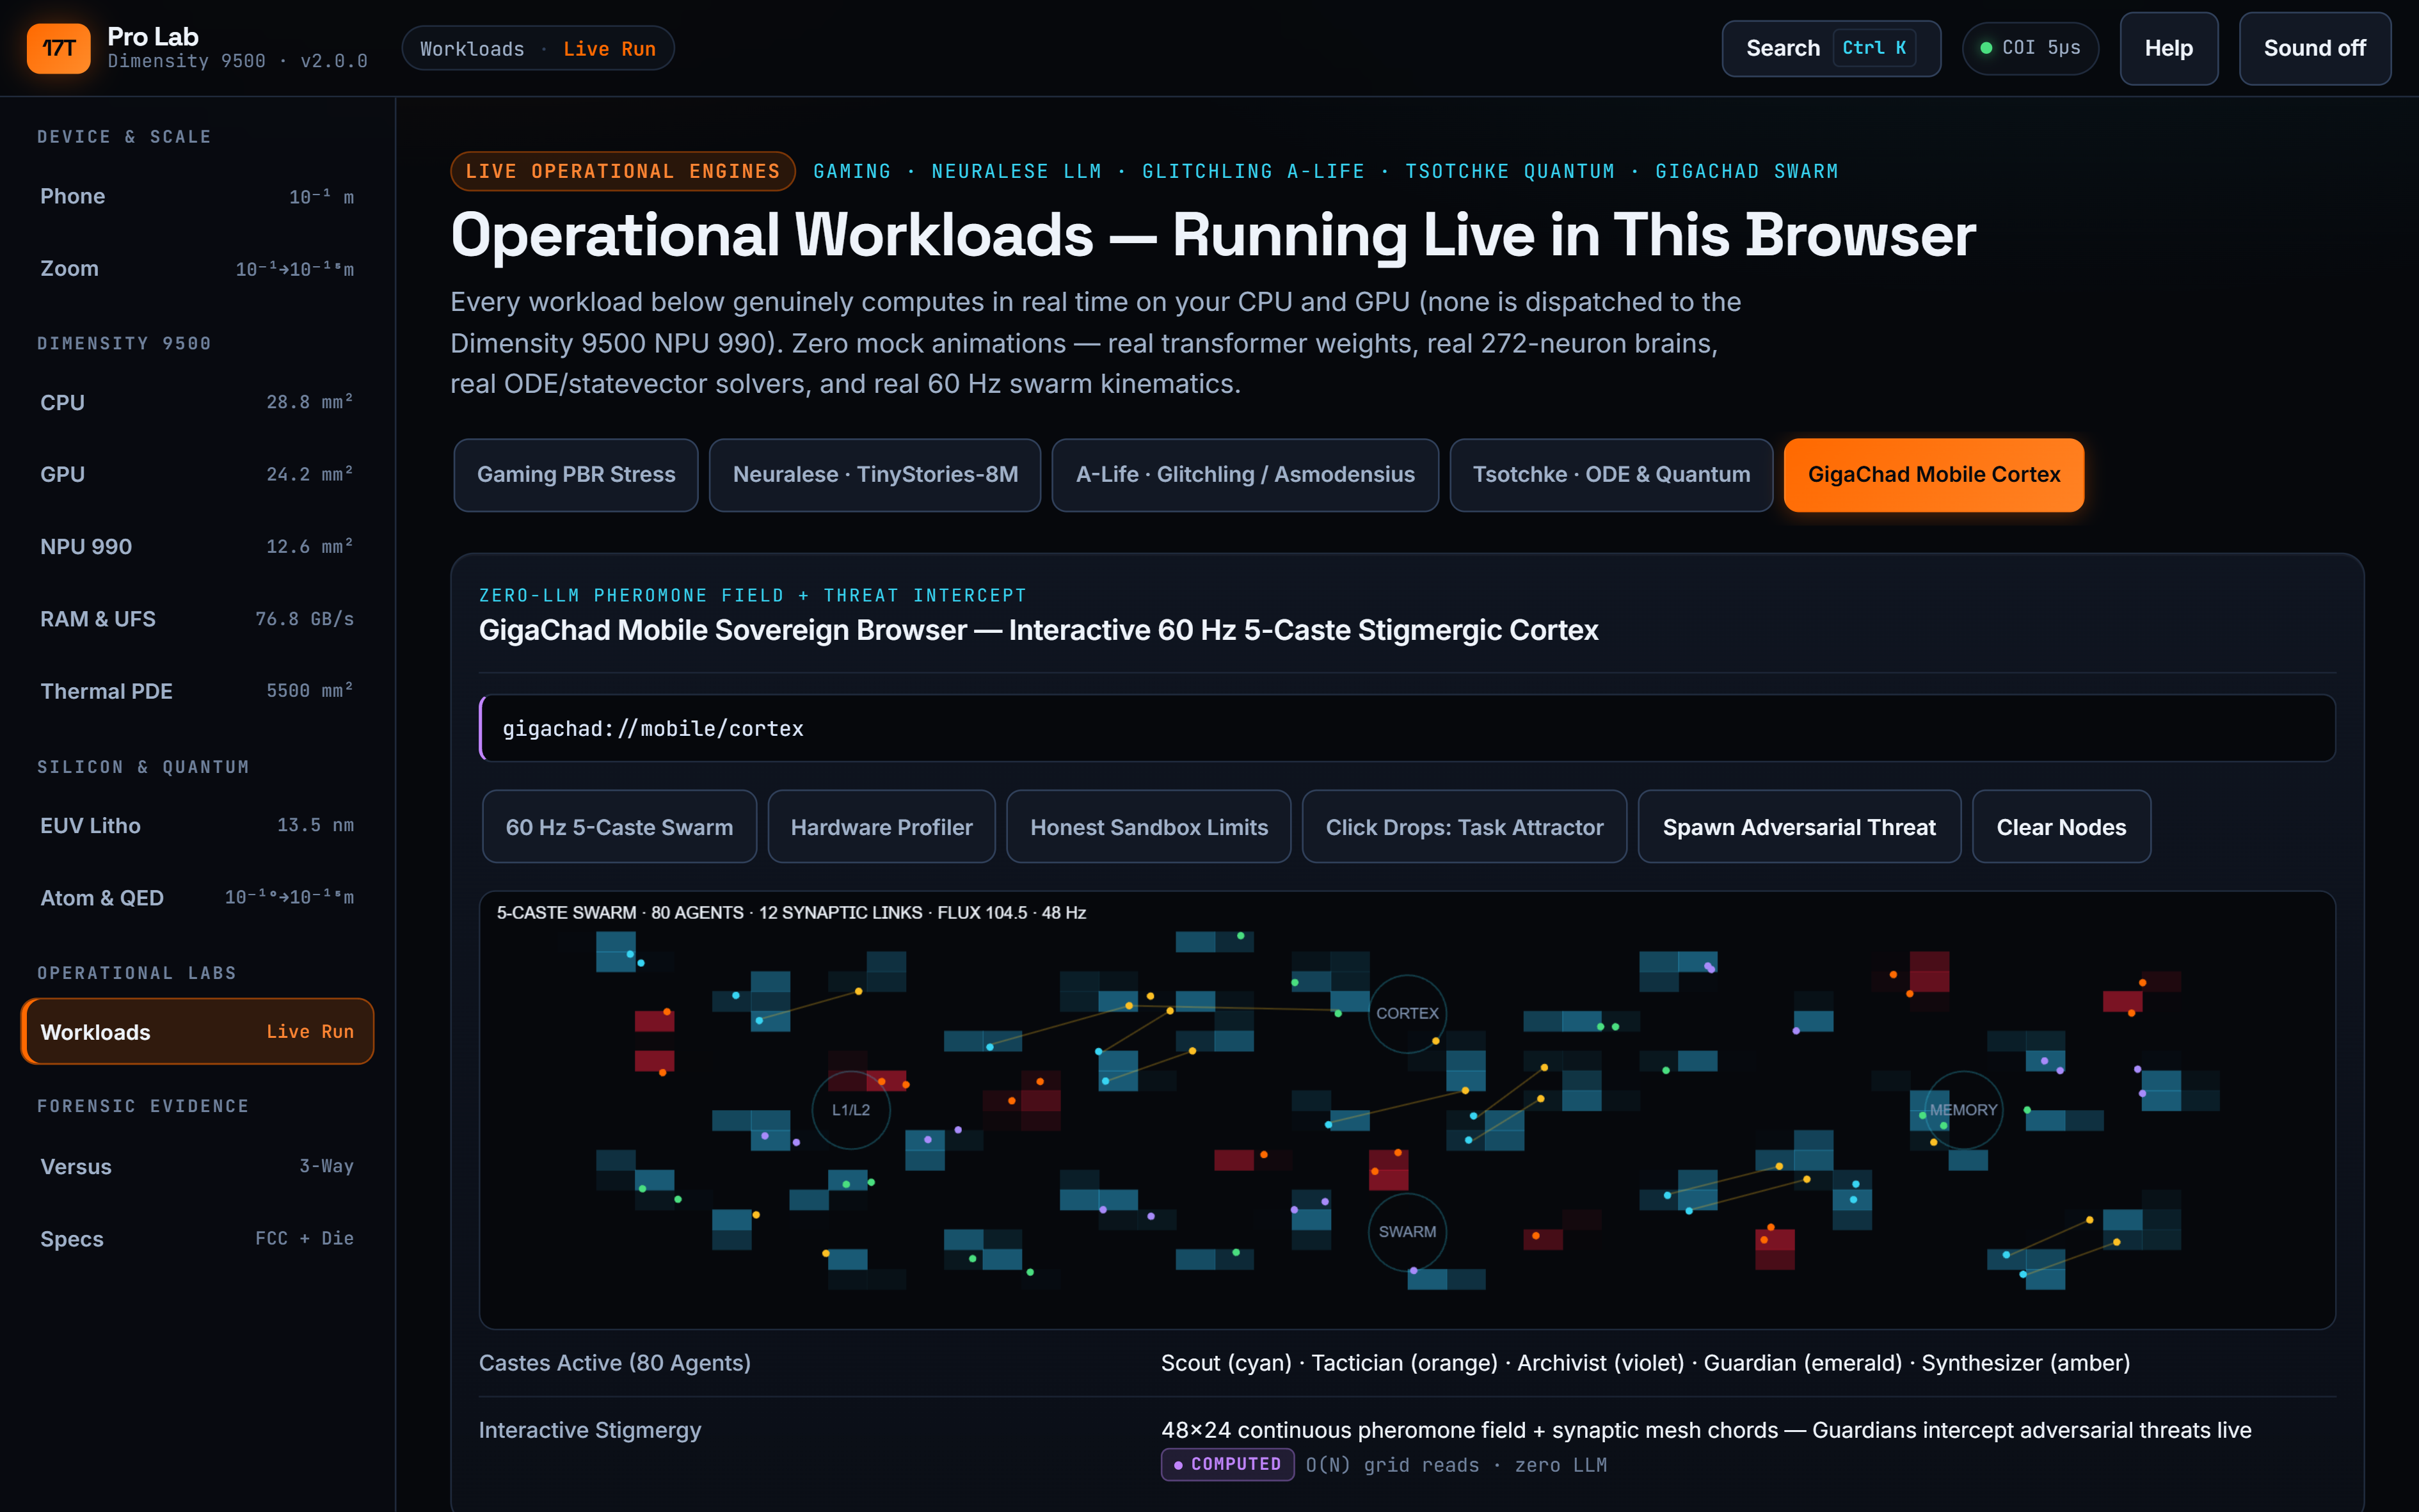 17T
Pro Lab
Dimensity 9500 · v2.0.0
Workloads · Live Run
Search Ctrl K
COI 5µs
Help
Sound off
DEVICE & SCALE
Phone 10⁻¹ m
Zoom 10⁻¹→10⁻¹⁵m
DIMENSITY 9500
CPU 28.8 mm²
GPU 24.2 mm²
NPU 990 12.6 mm²
RAM & UFS 76.8 GB/s
Thermal PDE 5500 mm²
SILICON & QUANTUM
EUV Litho 13.5 nm
Atom & QED 10⁻¹⁰→10⁻¹⁵m
OPERATIONAL LABS
Workloads Live Run
FORENSIC EVIDENCE
Versus 3-Way
Specs FCC + Die
LIVE OPERATIONAL ENGINES GAMING · NEURALESE LLM · GLITCHLING A-LIFE · TSOTCHKE QUANTUM · GIGACHAD SWARM
Operational Workloads — Running Live in This Browser
Every workload below genuinely computes in real time on your CPU and GPU (none is dispatched to the
Dimensity 9500 NPU 990). Zero mock animations — real transformer weights, real 272-neuron brains,
real ODE/statevector solvers, and real 60 Hz swarm kinematics.
Gaming PBR Stress
Neuralese · TinyStories-8M
A-Life · Glitchling / Asmodensius
Tsotchke · ODE & Quantum
GigaChad Mobile Cortex
ZERO-LLM PHEROMONE FIELD + THREAT INTERCEPT
GigaChad Mobile Sovereign Browser — Interactive 60 Hz 5-Caste Stigmergic Cortex
gigachad://mobile/cortex
60 Hz 5-Caste Swarm
Hardware Profiler
Honest Sandbox Limits
Click Drops: Task Attractor
Spawn Adversarial Threat
Clear Nodes
5-CASTE SWARM · 80 AGENTS · 12 SYNAPTIC LINKS · FLUX 104.5 · 48 Hz
CORTEX
L1/L2
MEMORY
SWARM
Castes Active (80 Agents) Scout (cyan) · Tactician (orange) · Archivist (violet) · Guardian (emerald) · Synthesizer (amber)
Interactive Stigmergy 48×24 continuous pheromone field + synaptic mesh chords — Guardians intercept adversarial threats live
COMPUTED O(N) grid reads · zero LLM